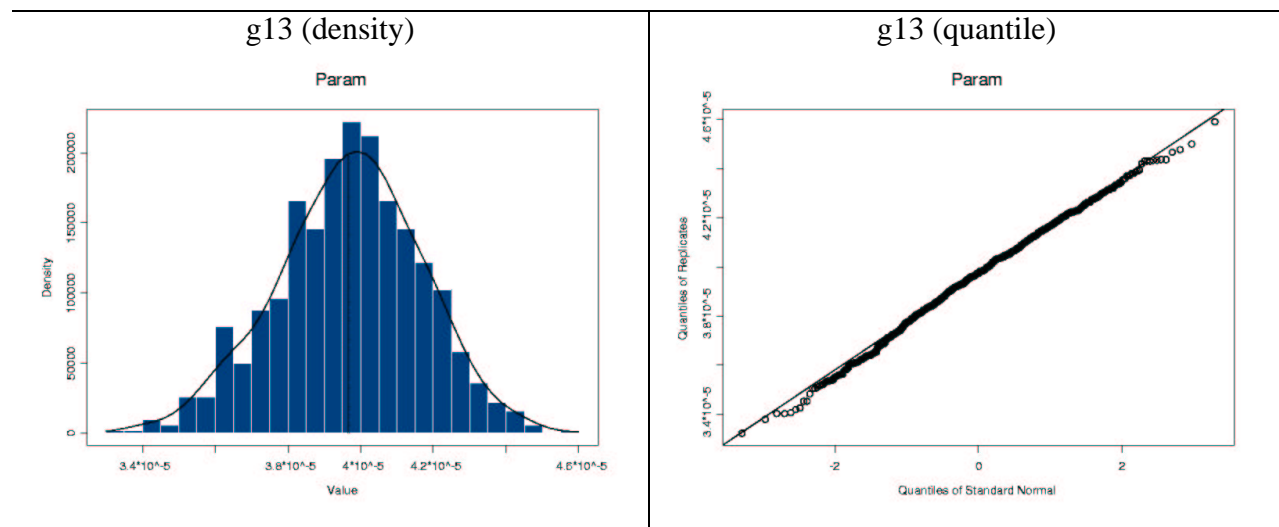 g13 (density)
Param
Density
0
50000
100000
150000
200000
3.4*10^-5
3.8*10^-5
4*10^-5
4.2*10^-5
4.6*10^-5
Value
g13 (quantile)
Param
Quantiles of Replicates
3.4*10^-5
3.8*10^-5
4.2*10^-5
4.6*10^-5
-2
0
2
Quantiles of Standard Normal